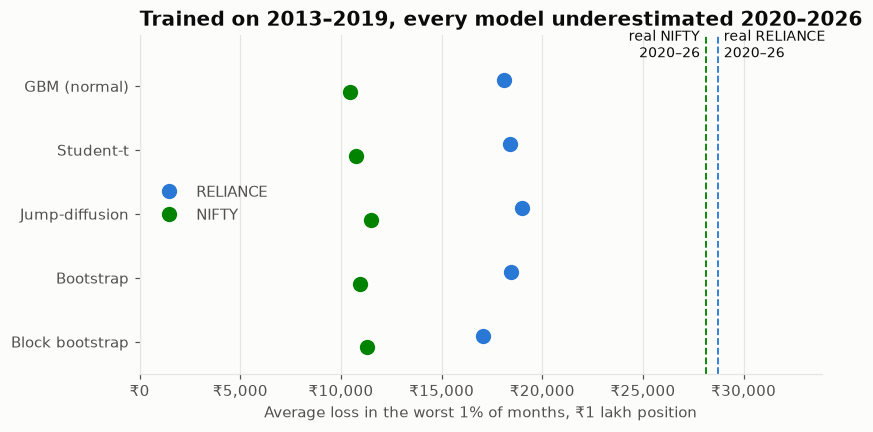 Trained on 2013–2019, every model underestimated 2020–2026
real NIFTY
2020–26
real RELIANCE
2020–26
GBM (normal)
Student-t
RELIANCE
NIFTY
Jump-diffusion
Bootstrap
Block bootstrap
₹0
₹5,000
₹10,000
₹15,000
₹20,000
₹25,000
₹30,000
Average loss in the worst 1% of months, ₹1 lakh position